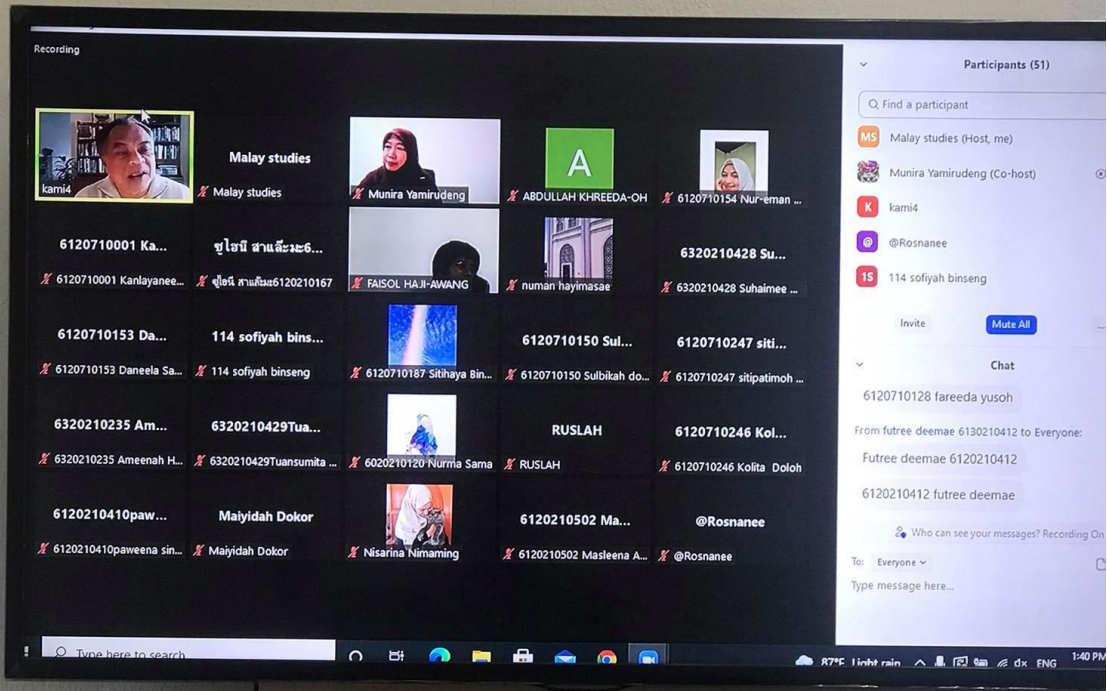 Recording
kami4
Malay studies
Malay studies
Munira Yamirudeng
A
ABDULLAH KHREEDA-OH
6120710154 Nur-eman ...
6120710001 Ka...
6120710001 Kanlayanee...
ซูไฮนี สาแล๊ะมะ6...
ซูไฮนี สาแล๊ะมะ6120210167
FAISOL HAJI-AWANG
numan hayimasae
6320210428 Su...
6320210428 Suhaimee ...
6120710153 Da...
6120710153 Daneela Sa...
114 sofiyah bins...
114 sofiyah binseng
6120710187 Sitihaya Bin...
6120710150 Sul...
6120710150 Sulbikah do...
6120710247 siti...
6120710247 sitipatimoh ...
6320210235 Am...
6320210235 Ameenah H...
6320210429Tua...
6320210429Tuansumita ...
6020210120 Nurma Sama
RUSLAH
RUSLAH
6120710246 Kol...
6120710246 Kolita Doloh
6120210410paw...
6120210410paweena sin...
Maiyidah Dokor
Maiyidah Dokor
Nisarina Nimaming
6120210502 Ma...
6120210502 Masleena A...
@Rosnanee
@Rosnanee
Participants (51)
Find a participant
MS Malay studies (Host, me)
Munira Yamirudeng (Co-host)
K kami4
@ @Rosnanee
1S 114 sofiyah binseng
Invite Mute All ...
Chat
6120710128 fareeda yusoh
From futree deemae 6130210412 to Everyone:
Futree deemae 6120210412
6120210412 futree deemae
Who can see your messages? Recording On
To: Everyone
Type message here...
Type here to search
87°F Light rain ENG 1:40 PM